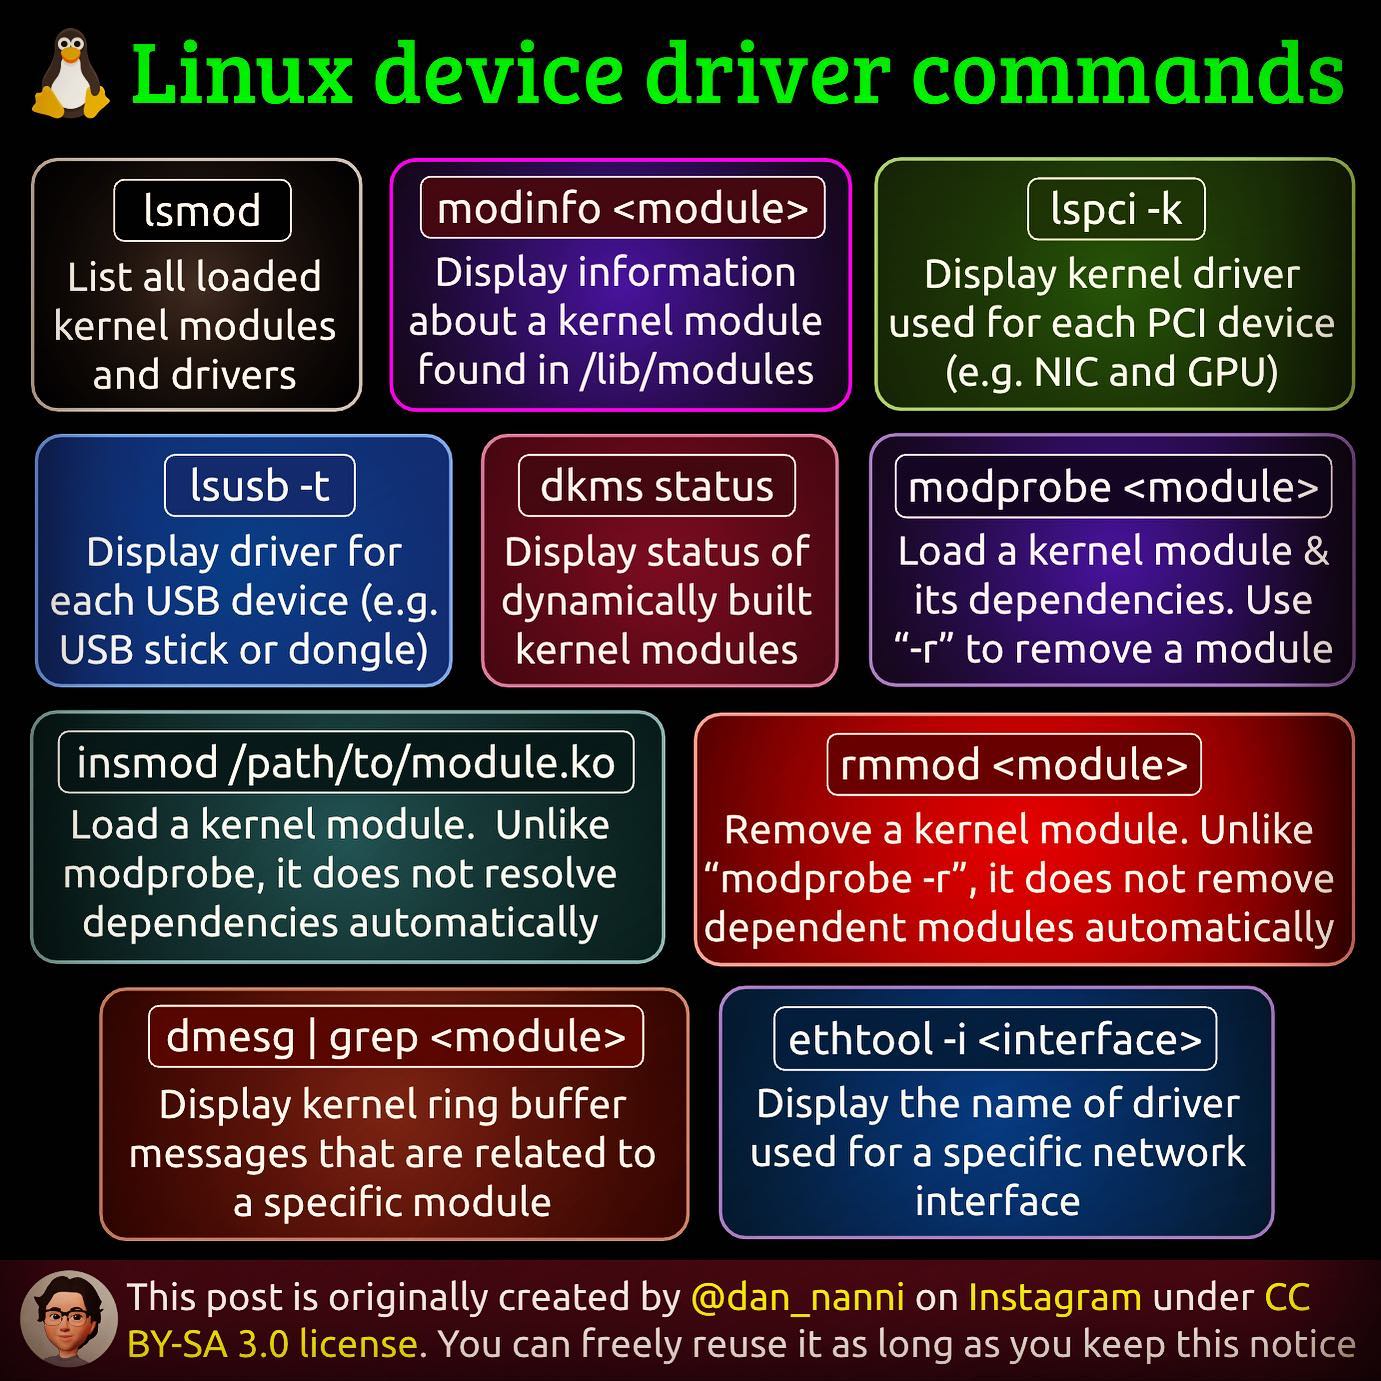 Linux device driver commands
lsmod
List all loaded
kernel modules
and drivers
modinfo <module>
Display information
about a kernel module
found in /lib/modules
lspci -k
Display kernel driver
used for each PCI device
(e.g. NIC and GPU)
lsusb -t
Display driver for
each USB device (e.g.
USB stick or dongle)
dkms status
Display status of
dynamically built
kernel modules
modprobe <module>
Load a kernel module &
its dependencies. Use
“-r” to remove a module
insmod /path/to/module.ko
Load a kernel module.  Unlike
modprobe, it does not resolve
dependencies automatically
rmmod <module>
Remove a kernel module. Unlike
“modprobe -r”, it does not remove
dependent modules automatically
dmesg | grep <module>
Display kernel ring buffer
messages that are related to
a specific module
ethtool -i <interface>
Display the name of driver
used for a specific network
interface
This post is originally created by @dan_nanni on Instagram under CC
BY-SA 3.0 license. You can freely reuse it as long as you keep this notice